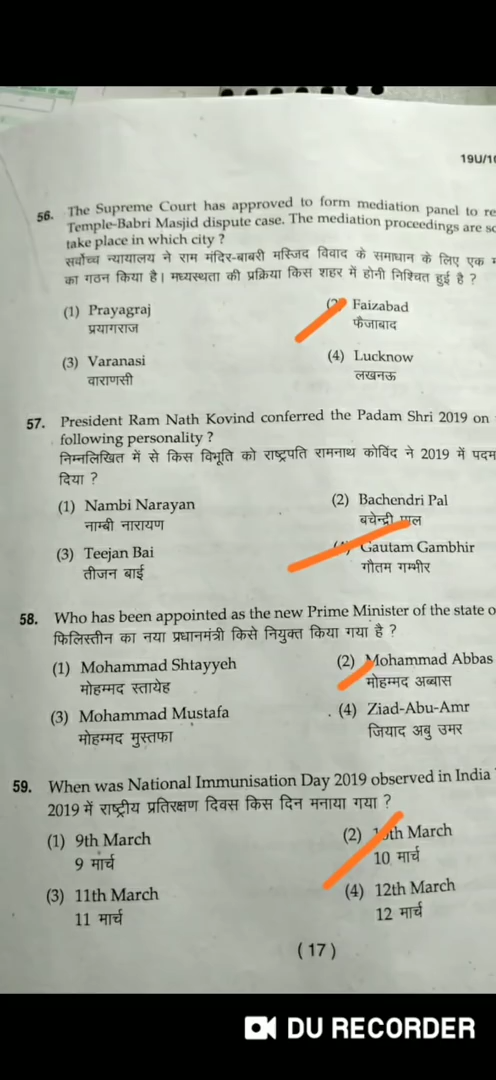 19U/10
56. The Supreme Court has approved to form mediation panel to re
Temple-Babri Masjid dispute case. The mediation proceedings are sc
take place in which city ?
सर्वोच्च न्यायालय ने राम मंदिर-बाबरी मस्जिद विवाद के समाधान के लिए एक
का गठन किया है। मध्यस्थता की प्रक्रिया किस शहर में होनी निश्चित हुई है ?
(1) Prayagraj
प्रयागराज
Faizabad
फैजाबाद
(3) Varanasi
वाराणसी
(4) Lucknow
लखनऊ
57. President Ram Nath Kovind conferred the Padam Shri 2019 on
following personality ?
निम्नलिखित में से किस विभूति को राष्ट्रपति रामनाथ कोविंद ने 2019 में पदम
दिया ?
(1) Nambi Narayan
नाम्बी नारायण
(2) Bachendri Pal
बचेन्द्री पाल
(3) Teejan Bai
तीजन बाई
(4) Gautam Gambhir
गौतम गम्भीर
58. Who has been appointed as the new Prime Minister of the state o
फिलिस्तीन का नया प्रधानमंत्री किसे नियुक्त किया गया है ?
(1) Mohammad Shtayyeh
मोहम्मद स्तायेह
(2) Mohammad Abbas
मोहम्मद अब्बास
(3) Mohammad Mustafa
मोहम्मद मुस्तफा
(4) Ziad-Abu-Amr
जियाद अबु उमर
59. When was National Immunisation Day 2019 observed in India
2019 में राष्ट्रीय प्रतिरक्षण दिवस किस दिन मनाया गया ?
(1) 9th March
9 मार्च
(2) 10th March
10 मार्च
(3) 11th March
11 मार्च
(4) 12th March
12 मार्च
(17)
DU RECORDER